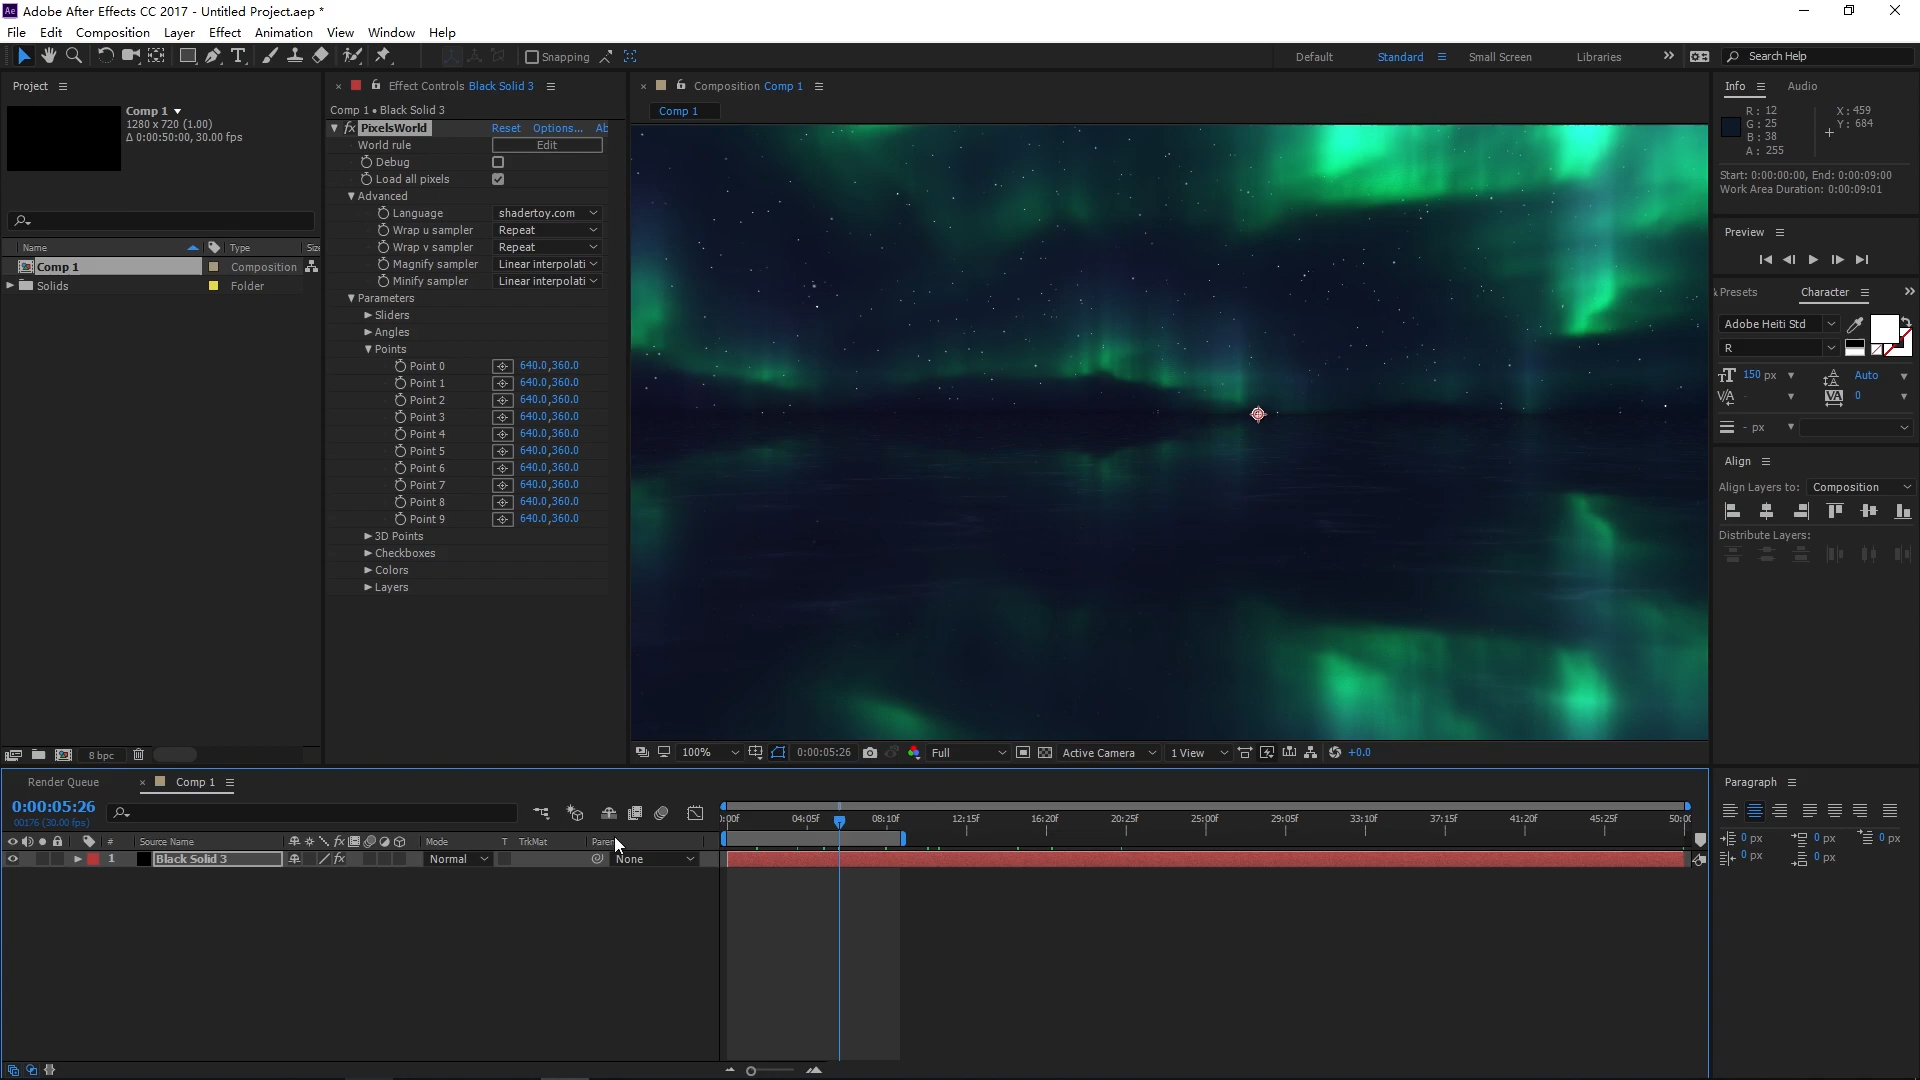 Adobe After Effects CC 2017 - Untitled Project.aep *
File Edit Composition Layer Effect Animation View Window Help
Snapping
Default Standard Small Screen Libraries
Search Help
Project
Comp 1
1280 x 720 (1.00)
Δ 0:00:50:00, 30.00 fps
Name Type Size
Comp 1 Composition
Solids Folder
8 bpc
Effect Controls Black Solid 3
Comp 1 • Black Solid 3
fx PixelsWorld Reset Options... Ab
World rule Edit
Debug
Load all pixels
Advanced
Language shadertoy.com
Wrap u sampler Repeat
Wrap v sampler Repeat
Magnify sampler Linear interpolati
Minify sampler Linear interpolati
Parameters
Sliders
Angles
Points
Point 0 640.0,360.0
Point 1 640.0,360.0
Point 2 640.0,360.0
Point 3 640.0,360.0
Point 4 640.0,360.0
Point 5 640.0,360.0
Point 6 640.0,360.0
Point 7 640.0,360.0
Point 8 640.0,360.0
Point 9 640.0,360.0
3D Points
Checkboxes
Colors
Layers
Composition Comp 1
Comp 1
100% 0:00:05:26 Full Active Camera 1 View +0.0
Info Audio
R: 12 X: 459
G: 25 Y: 684
B: 38
A: 255
Start: 0:00:00:00, End: 0:00:09:00
Work Area Duration: 0:00:09:01
Preview
& Presets Character
Adobe Heiti Std
R
150 px Auto
- 0
- px
Align
Align Layers to: Composition
Distribute Layers:
Render Queue Comp 1
0:00:05:26
00176 (30.00 fps)
# Source Name fx Mode T TrkMat Paren
1 Black Solid 3 fx Normal None
):00F 04:05F 08:10F 12:15F 16:20F 20:25F 25:00F 29:05F 33:10F 37:15F 41:20F 45:25F 50:00
Paragraph
0 px 0 px 0 px
0 px 0 px